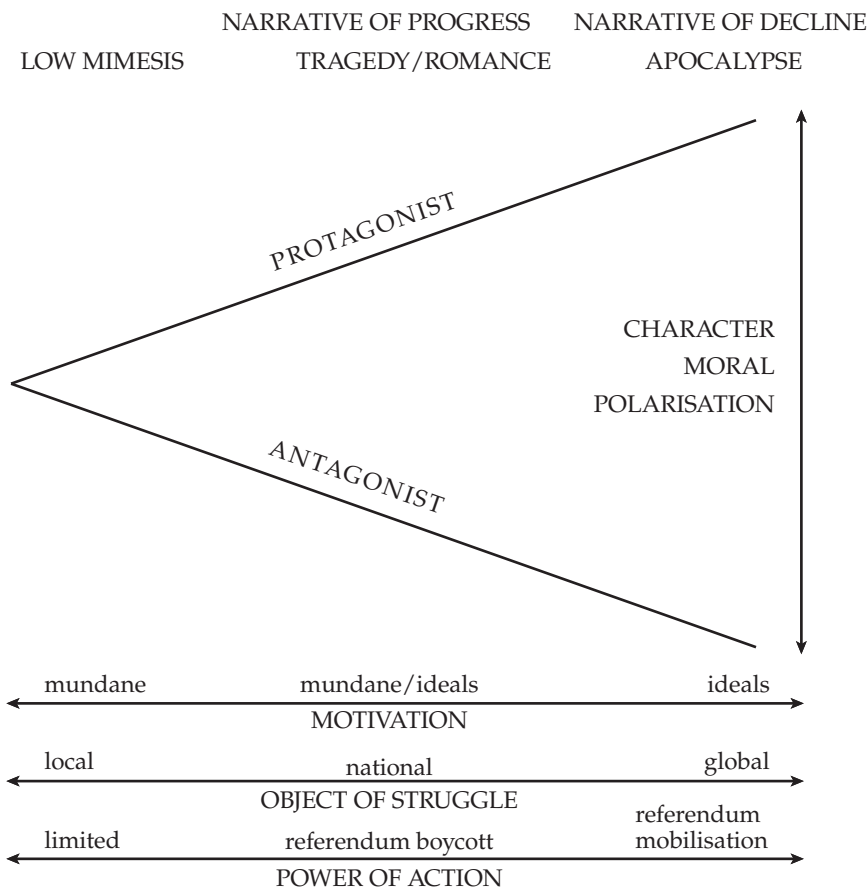 NARRATIVE OF PROGRESS NARRATIVE OF DECLINE
LOW MIMESIS TRAGEDY/ROMANCE APOCALYPSE
PROTAGONIST
CHARACTER
MORAL
POLARISATION
ANTAGONIST
mundane mundane/ideals ideals
MOTIVATION
local national global
OBJECT OF STRUGGLE
limited referendum boycott referendum
mobilisation
POWER OF ACTION